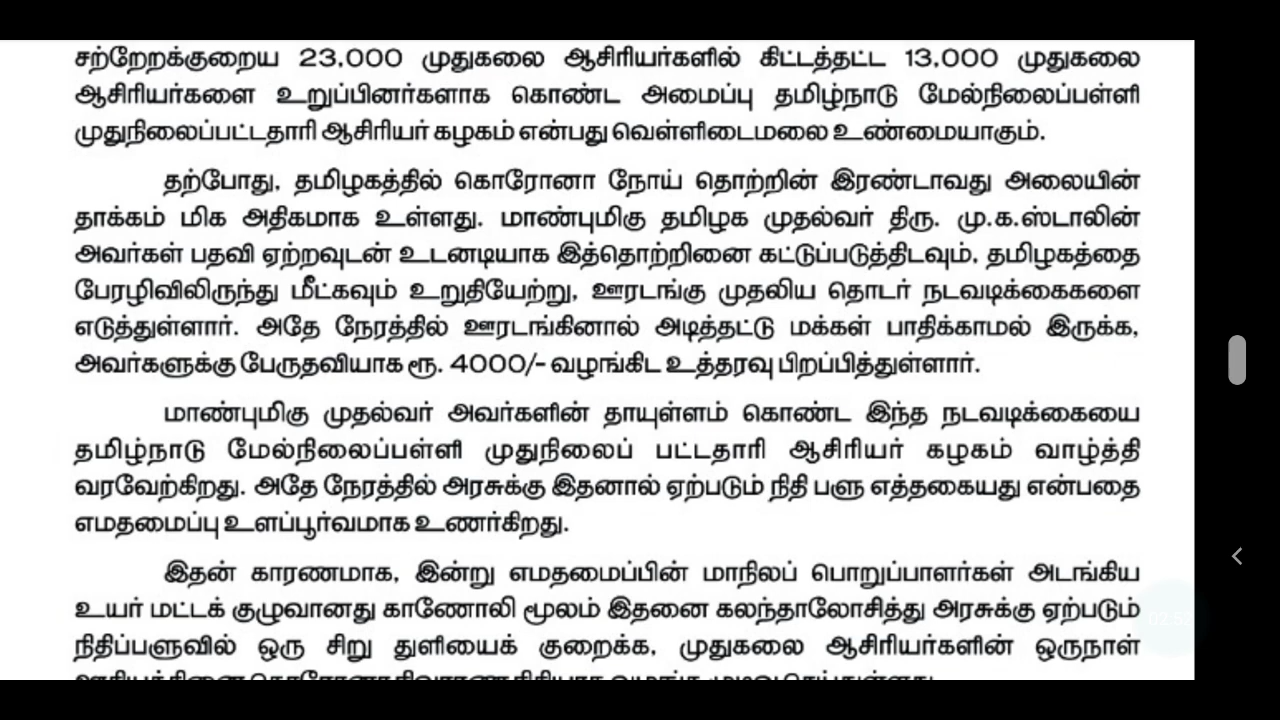 சற்றேறக்குறைய 23,000 முதுகலை ஆசிரியர்களில் கிட்டத்தட்ட 13,000 முதுகலை
ஆசிரியர்களை உறுப்பினர்களாக கொண்ட அமைப்பு தமிழ்நாடு மேல்நிலைப்பள்ளி
முதுநிலைப்பட்டதாரி ஆசிரியர் கழகம் என்பது வெள்ளிடைமலை உண்மையாகும்.
தற்போது, தமிழகத்தில் கொரோனா நோய் தொற்றின் இரண்டாவது அலையின்
தாக்கம் மிக அதிகமாக உள்ளது. மாண்புமிகு தமிழக முதல்வர் திரு. மு.க.ஸ்டாலின்
அவர்கள் பதவி ஏற்றவுடன் உடனடியாக இத்தொற்றினை கட்டுப்படுத்திடவும், தமிழகத்தை
பேரழிவிலிருந்து மீட்கவும் உறுதியேற்று, ஊரடங்கு முதலிய தொடர் நடவடிக்கைகளை
எடுத்துள்ளார். அதே நேரத்தில் ஊரடங்கினால் அடித்தட்டு மக்கள் பாதிக்காமல் இருக்க,
அவர்களுக்கு பேருதவியாக ரூ. 4000/- வழங்கிட உத்தரவு பிறப்பித்துள்ளார்.
மாண்புமிகு முதல்வர் அவர்களின் தாயுள்ளம் கொண்ட இந்த நடவடிக்கையை
தமிழ்நாடு மேல்நிலைப்பள்ளி முதுநிலைப் பட்டதாரி ஆசிரியர் கழகம் வாழ்த்தி
வரவேற்கிறது. அதே நேரத்தில் அரசுக்கு இதனால் ஏற்படும் நிதி பளு எத்தகையது என்பதை
எமதமைப்பு உளப்பூர்வமாக உணர்கிறது.
இதன் காரணமாக, இன்று எமதமைப்பின் மாநிலப் பொறுப்பாளர்கள் அடங்கிய
உயர் மட்டக் குழுவானது காணோலி மூலம் இதனை கலந்தாலோசித்து அரசுக்கு ஏற்படும்
நிதிப்பளுவில் ஒரு சிறு துளியைக் குறைக்க, முதுகலை ஆசிரியர்களின் ஒருநாள்